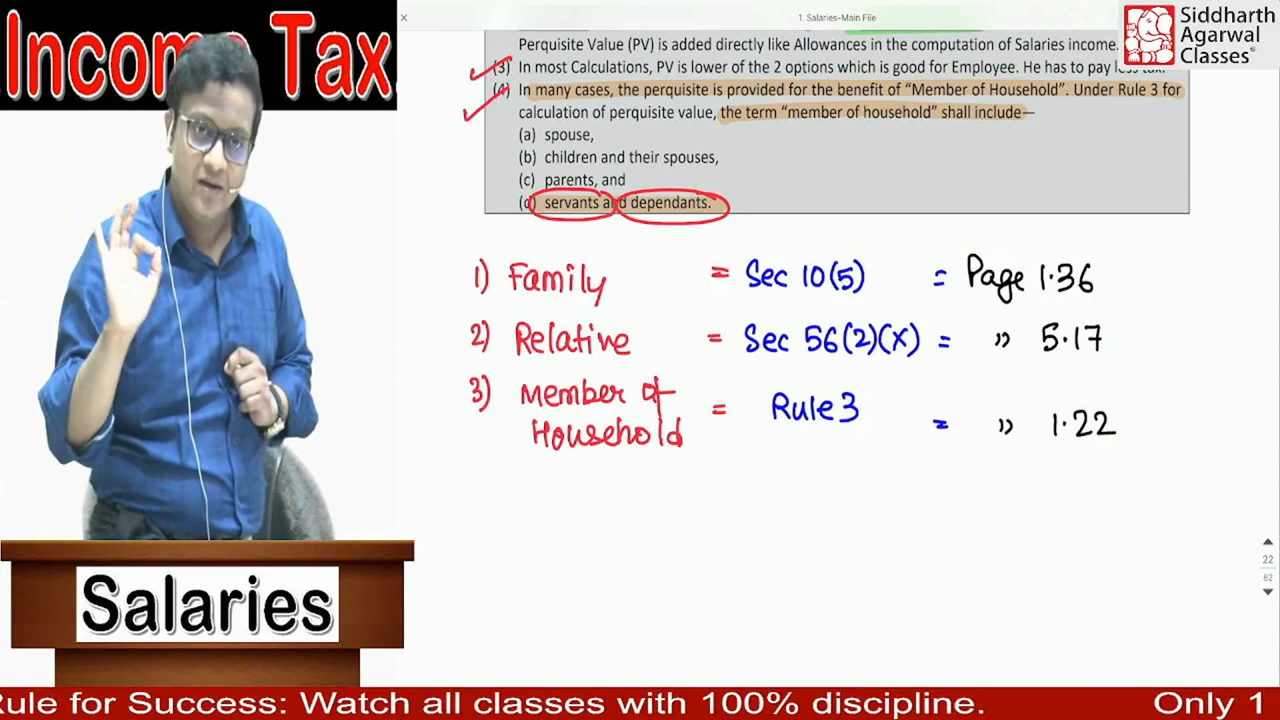 Income Tax
×
1. Salaries-Main File
Siddharth
Agarwal
Classes®
Perquisite Value (PV) is added directly like Allowances in the computation of Salaries income.
(3) In most Calculations, PV is lower of the 2 options which is good for Employee. He has to pay less tax.
(4) In many cases, the perquisite is provided for the benefit of “Member of Household”. Under Rule 3 for
calculation of perquisite value, the term “member of household” shall include—
(a) spouse,
(b) children and their spouses,
(c) parents, and
(d) servants and dependants.
1) Family = Sec 10(5) = Page 1.36
2) Relative = Sec 56(2)(x) = " 5.17
3) Member of
Household = Rule 3 = " 1.22
22
82
Salaries
Rule for Success: Watch all classes with 100% discipline. Only 1